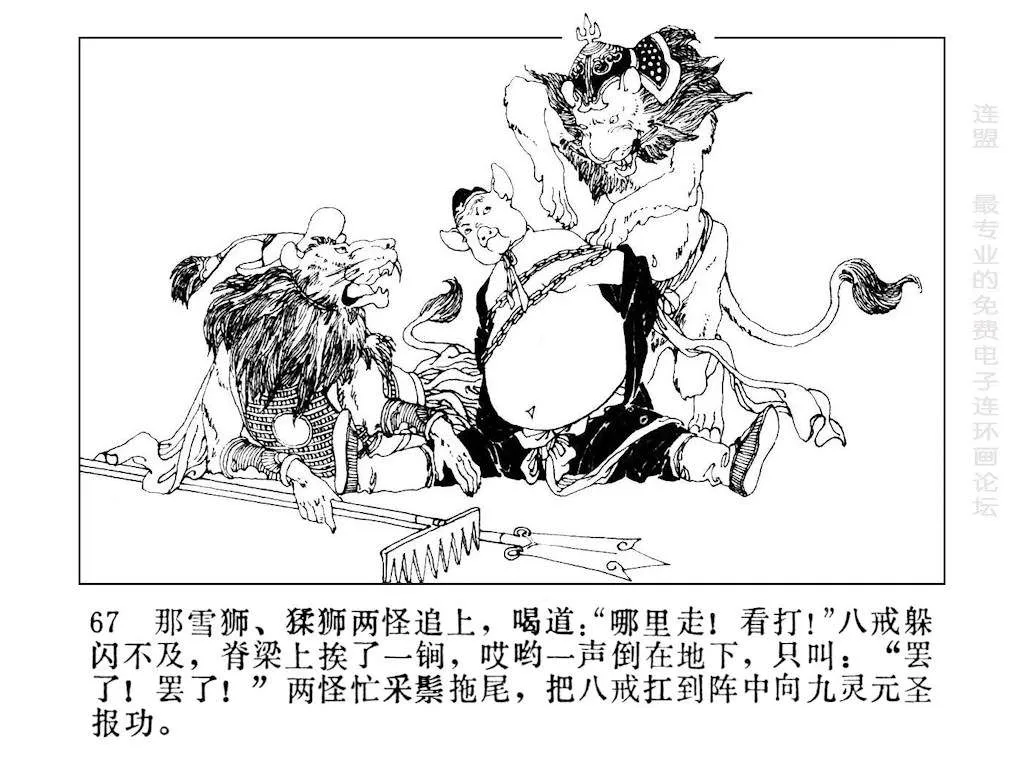 67 那雪狮、猱狮两怪追上，喝道：“哪里走！看打！”八戒躲
闪不及，脊梁上挨了一锏，哎哟一声倒在地下，只叫：“罢
了！罢了！”两怪忙采鬃拖尾，把八戒扛到阵中向九灵元圣
报功。
连盟 最专业的免费电子连环画论坛